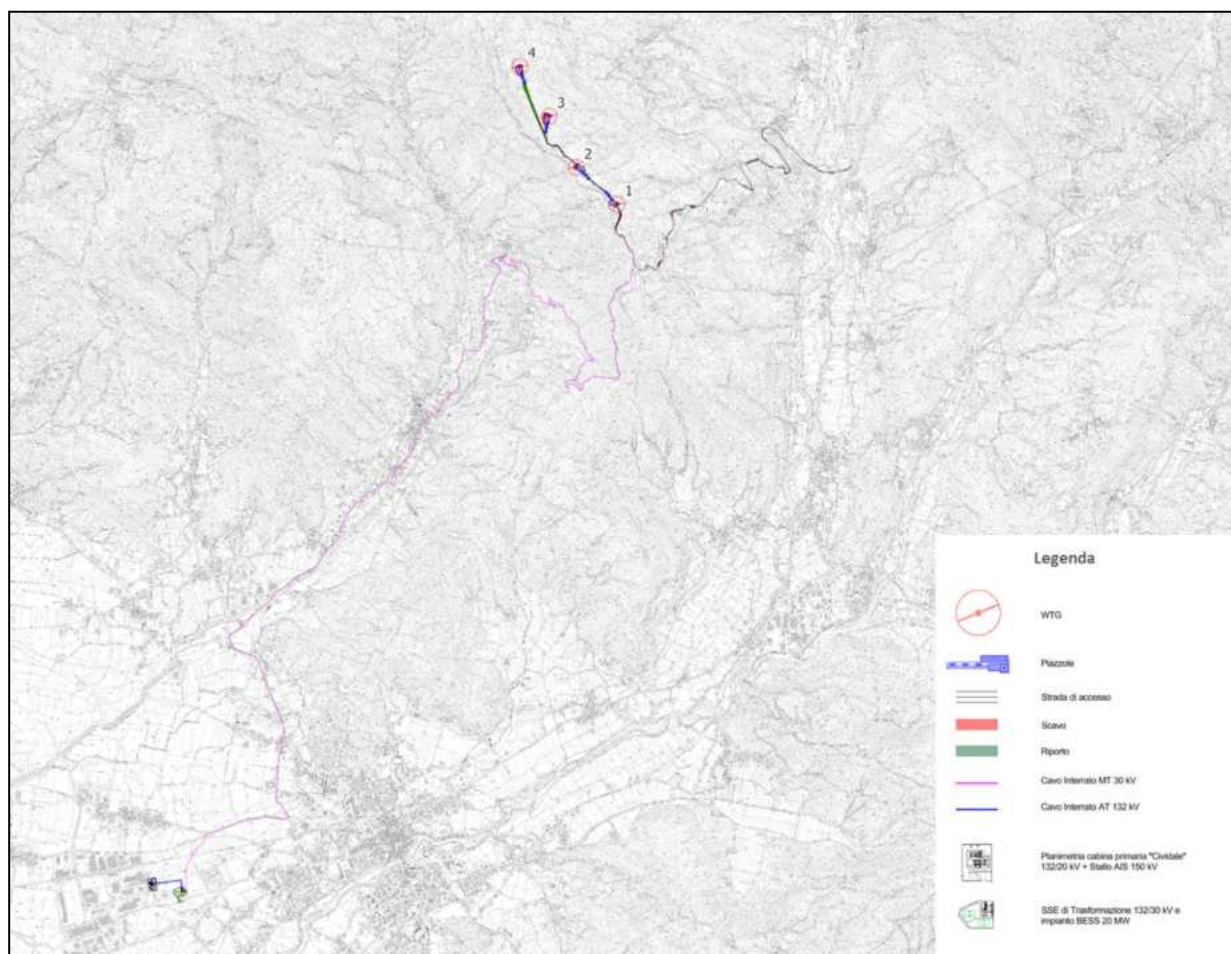 4
3
2
1
Legenda
WTG
Piazzole
Strada di accesso
Scavo
Riporto
Cavo Interrato MT 30 kV
Cavo Interrato AT 132 kV
Planimetria cabina primaria "Cividale"
132/20 kV + Stallo AIS 150 kV
SSE di Trasformazione 132/30 kV e
impianto BESS 20 MW